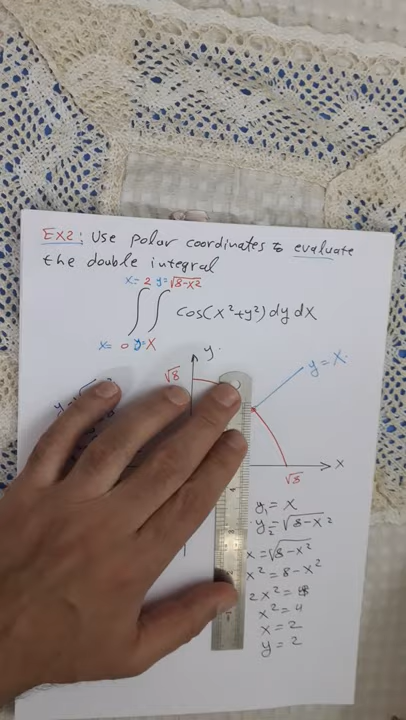 EX2: Use polar coordinates to evaluate
the double integral
x= 2 y=√8-x²
∫∫ cos(x²+y²) dy dx
x= 0 y=x
y
y=x
√8
x
√8
y₁= x
y₂=√8-x²
x=√8-x²
x²=8-x²
2x²=8
x²=4
x=2
y=2